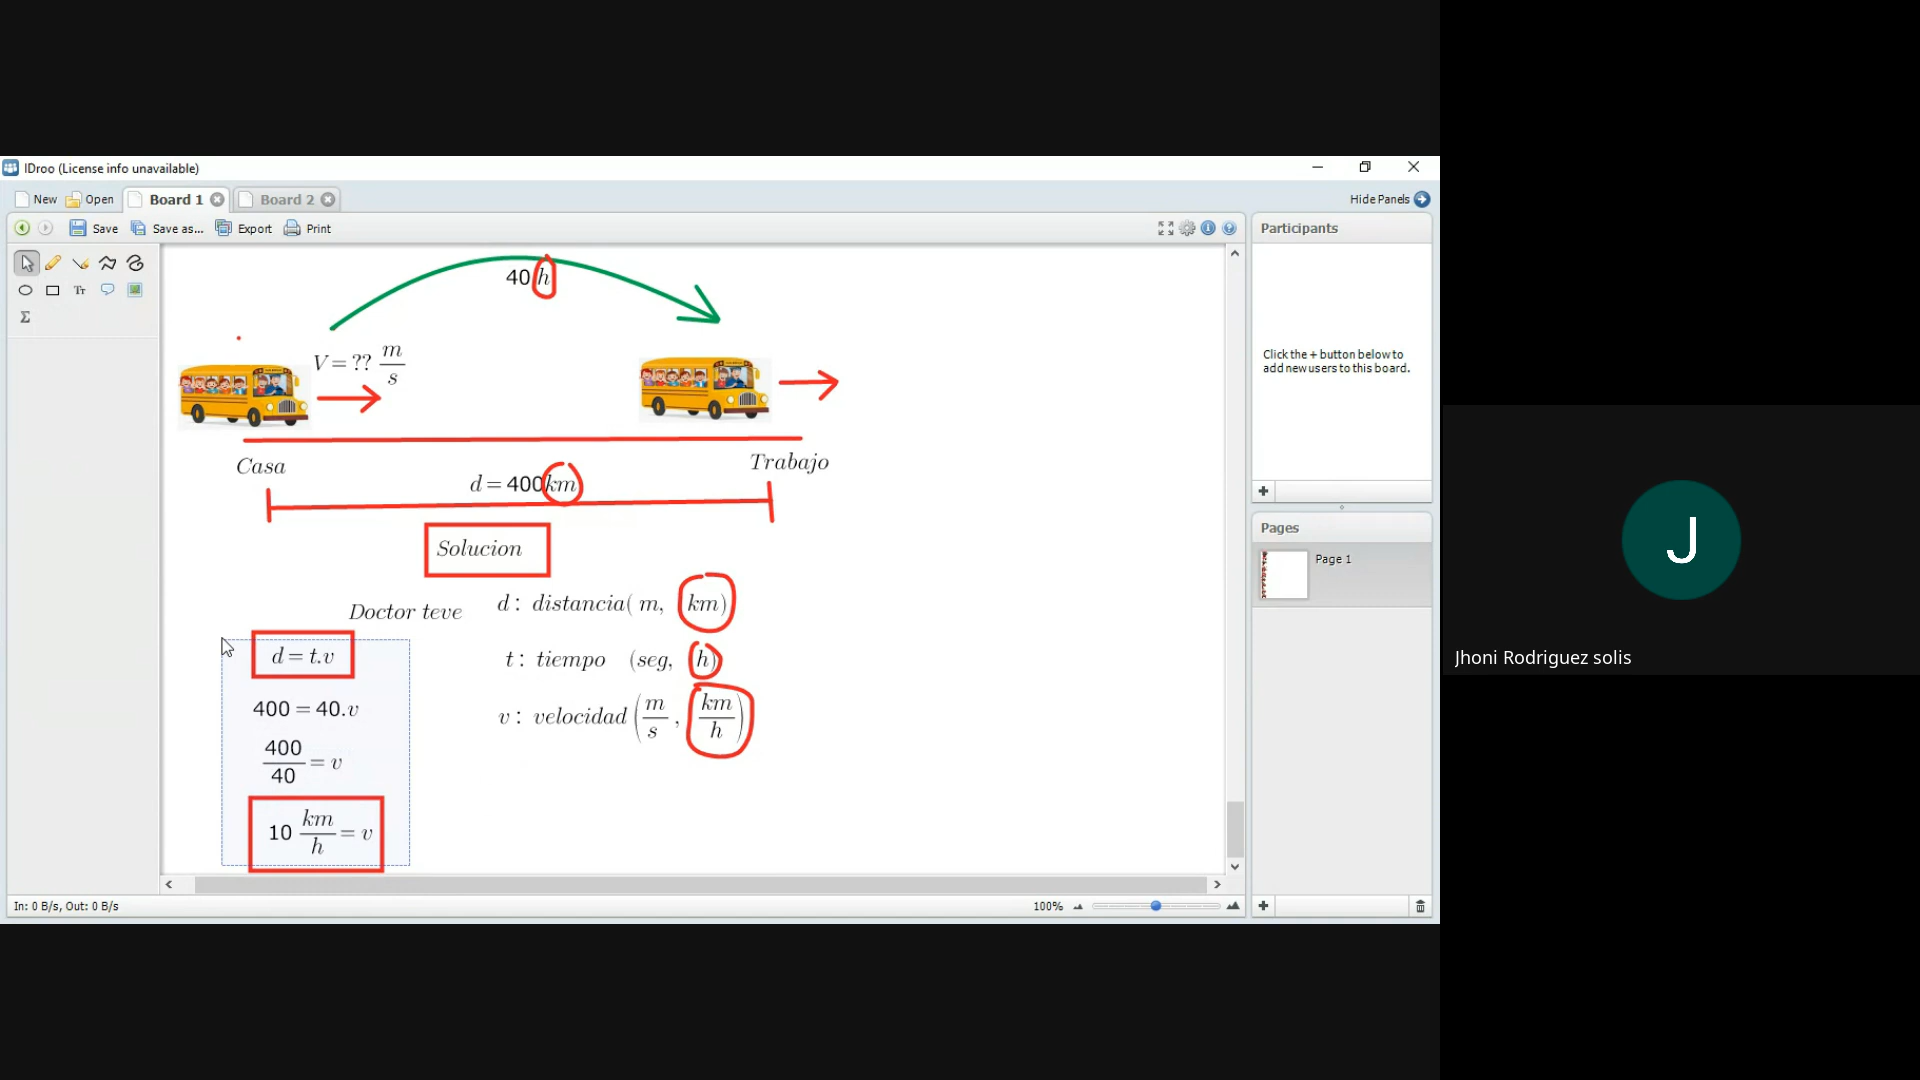 IDroo (License info unavailable)
New Open Board 1 Board 2 Hide Panels
Save Save as... Export Print
Participants
40 h
V = ?? m/s
Click the + button below to
add new users to this board.
Casa Trabajo
d = 400km
Solucion
Pages
Page 1
Doctor teve
d : distancia( m, km)
t : tiempo (seg, h)
v : velocidad (m/s , km/h)
d = t.v
400 = 40.v
400/40 = v
10 km/h = v
Tт
Σ
In: 0 B/s, Out: 0 B/s
100%
J
Jhoni Rodriguez solis